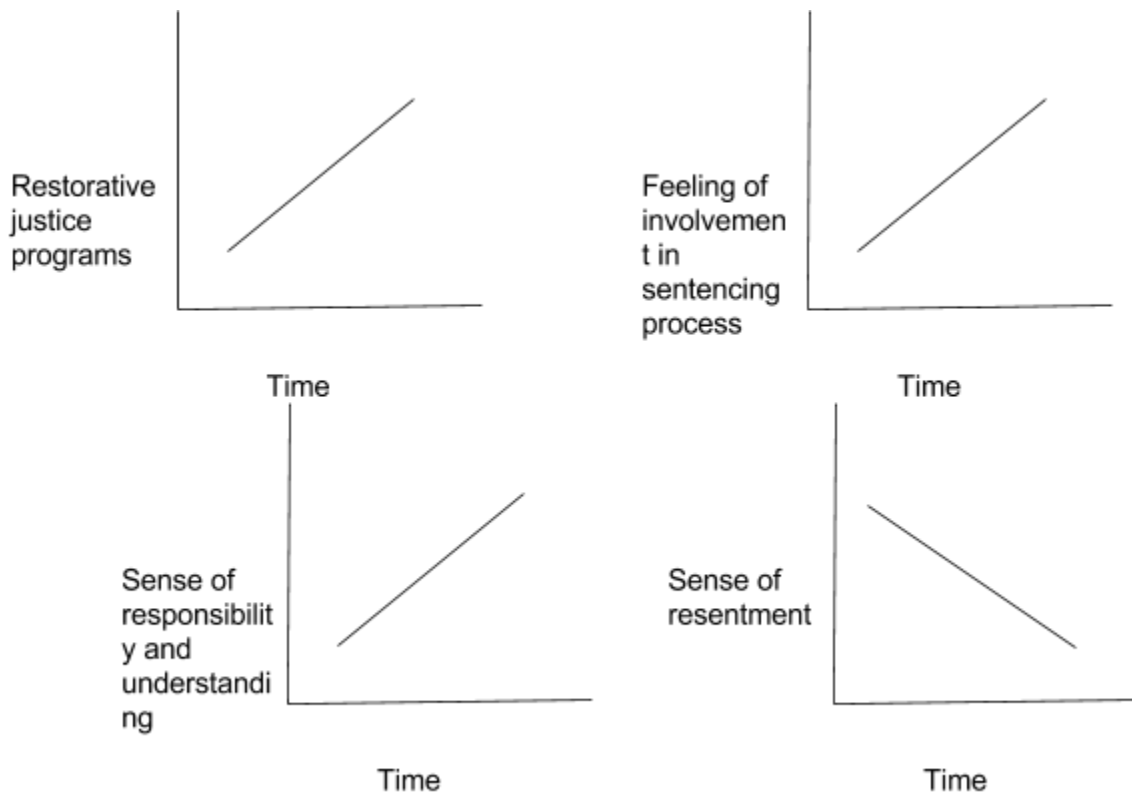 Restorative
justice
programs
Time
Feeling of
involvemen
t in
sentencing
process
Time
Sense of
responsibilit
y and
understandi
ng
Time
Sense of
resentment
Time